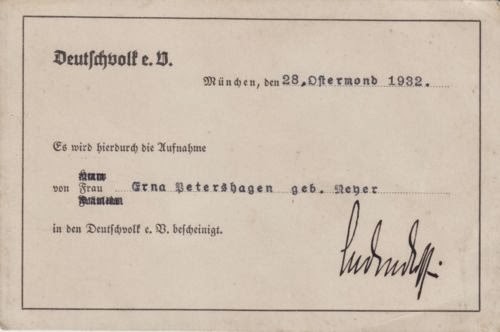 Deutschvolk e. V.
München, den 28. Ostermond 1932.
Es wird hierdurch die Aufnahme
Herrn
von Frau Erna Petershagen geb. Meyer
Fräulein
in den Deutschvolk e. V. bescheinigt.
Ludendorff.